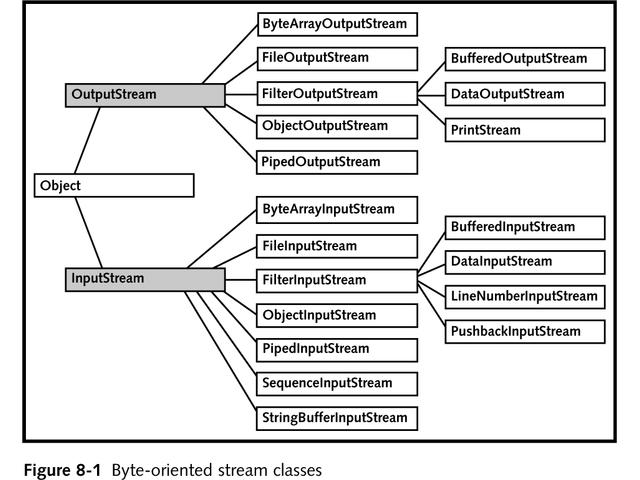 ByteArrayOutputStream
FileOutputStream
BufferedOutputStream
OutputStream
FilterOutputStream
DataOutputStream
ObjectOutputStream
PrintStream
PipedOutputStream
Object
ByteArrayInputStream
BufferedInputStream
FileInputStream
DataInputStream
InputStream
FilterInputStream
LineNumberInputStream
ObjectInputStream
PushbackInputStream
PipedInputStream
SequenceInputStream
StringBufferInputStream
Figure 8-1 Byte-oriented stream classes